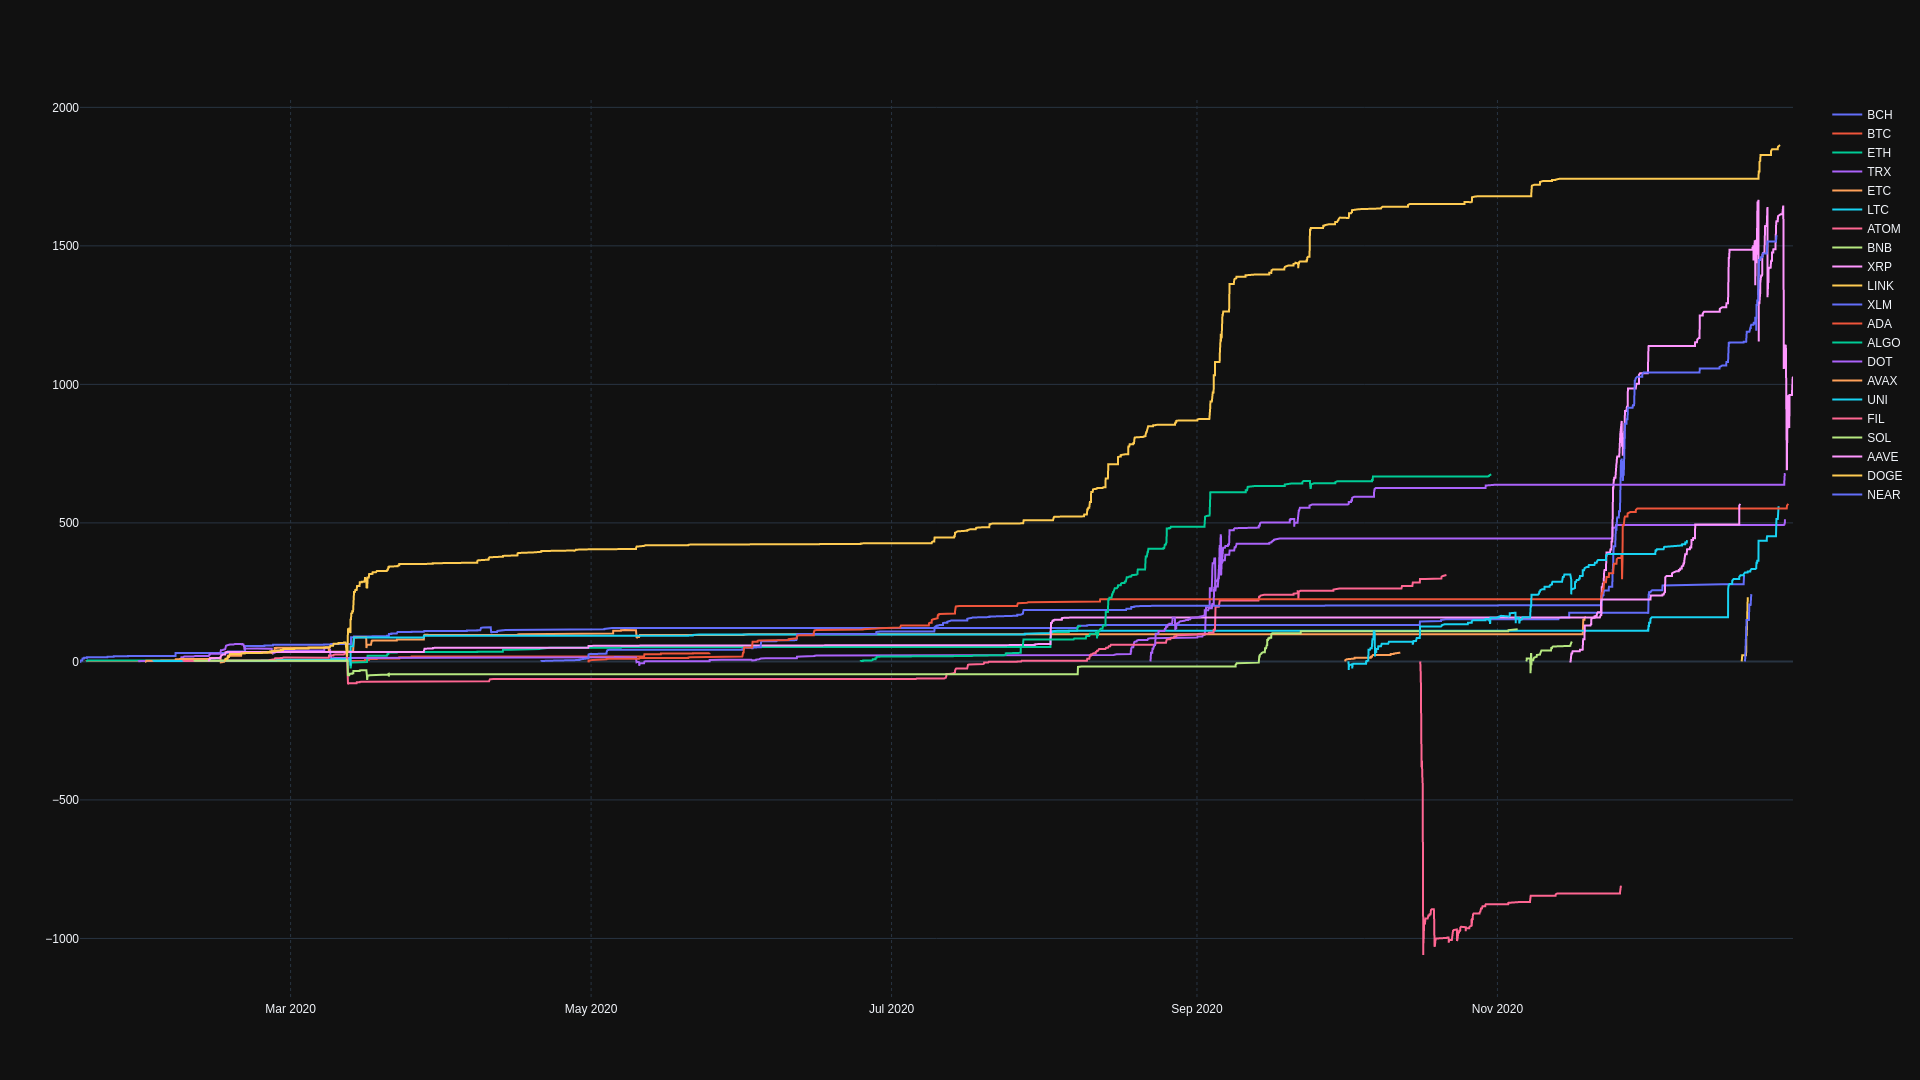 2000
1500
1000
500
0
−500
−1000
Mar 2020
May 2020
Jul 2020
Sep 2020
Nov 2020
BCH
BTC
ETH
TRX
ETC
LTC
ATOM
BNB
XRP
LINK
XLM
ADA
ALGO
DOT
AVAX
UNI
FIL
SOL
AAVE
DOGE
NEAR